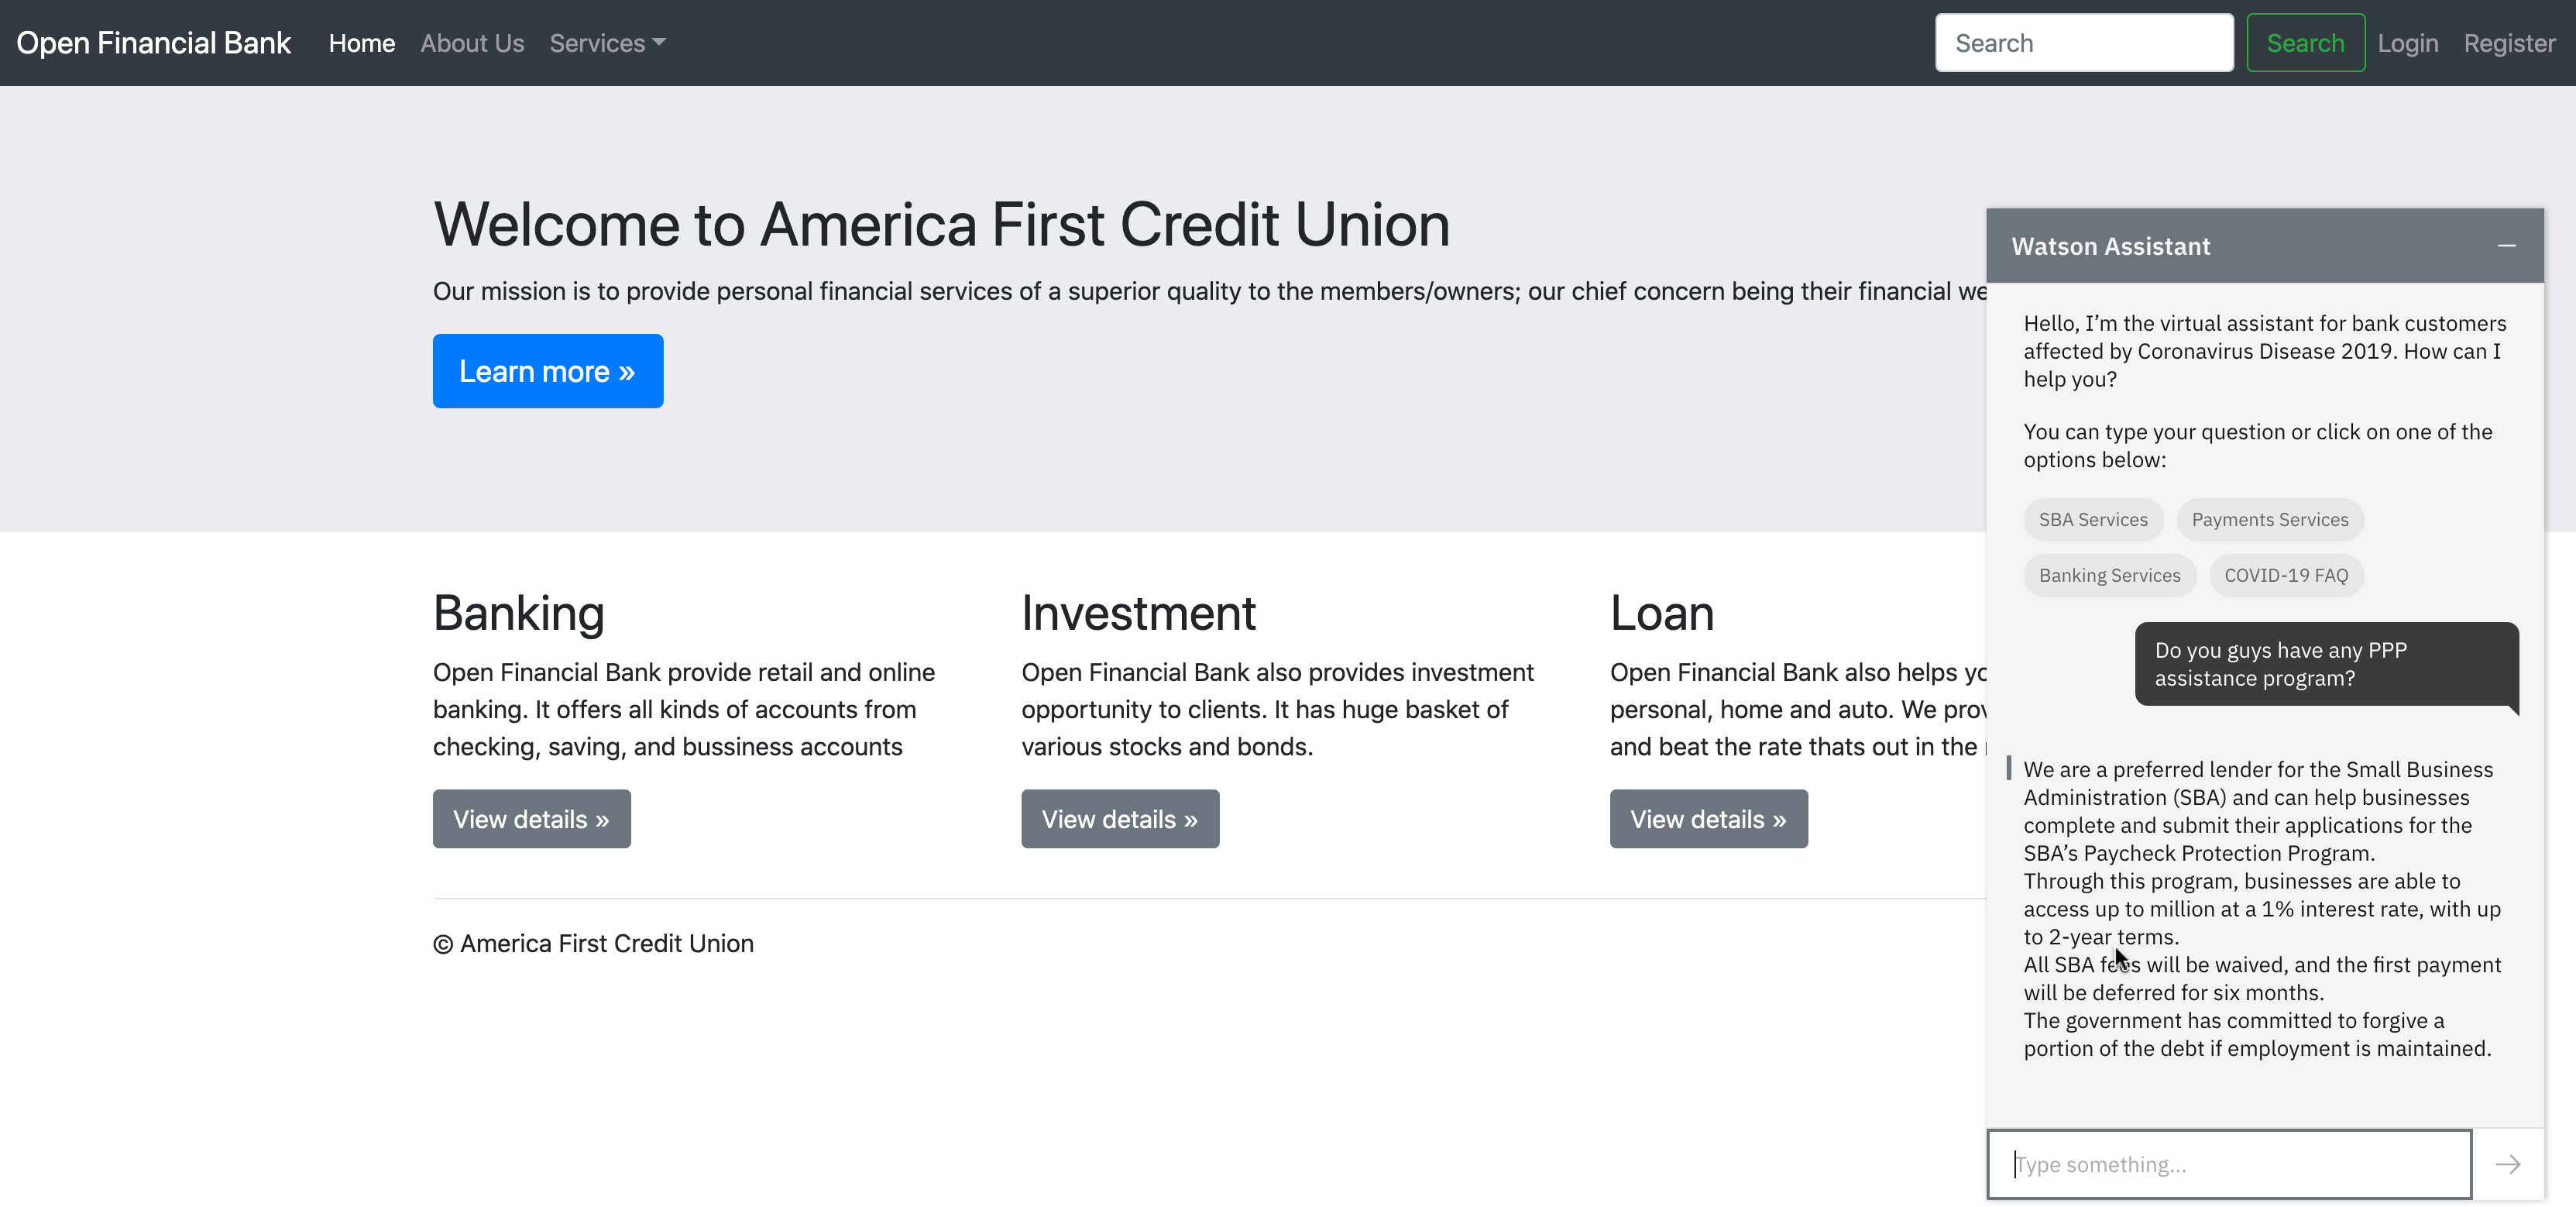 Open Financial Bank Home About Us Services Search Search Login Register
Welcome to America First Credit Union
Our mission is to provide personal financial services of a superior quality to the members/owners; our chief concern being their financial
Learn more »
Banking
Open Financial Bank provide retail and online
banking. It offers all kinds of accounts from
checking, saving, and bussiness accounts
View details »
Investment
Open Financial Bank also provides investment
opportunity to clients. It has huge basket of
various stocks and bonds.
View details »
Loan
Open Financial Bank also helps
personal, home and auto. We
and beat the rate thats out in the
View details »
© America First Credit Union
Watson Assistant
Hello, I’m the virtual assistant for bank customers
affected by Coronavirus Disease 2019. How can I
help you?
You can type your question or click on one of the
options below:
SBA Services Payments Services
Banking Services COVID-19 FAQ
Do you guys have any PPP
assistance program?
We are a preferred lender for the Small Business
Administration (SBA) and can help businesses
complete and submit their applications for the
SBA’s Paycheck Protection Program.
Through this program, businesses are able to
access up to million at a 1% interest rate, with up
to 2-year terms.
All SBA fees will be waived, and the first payment
will be deferred for six months.
The government has committed to forgive a
portion of the debt if employment is maintained.
Type something...